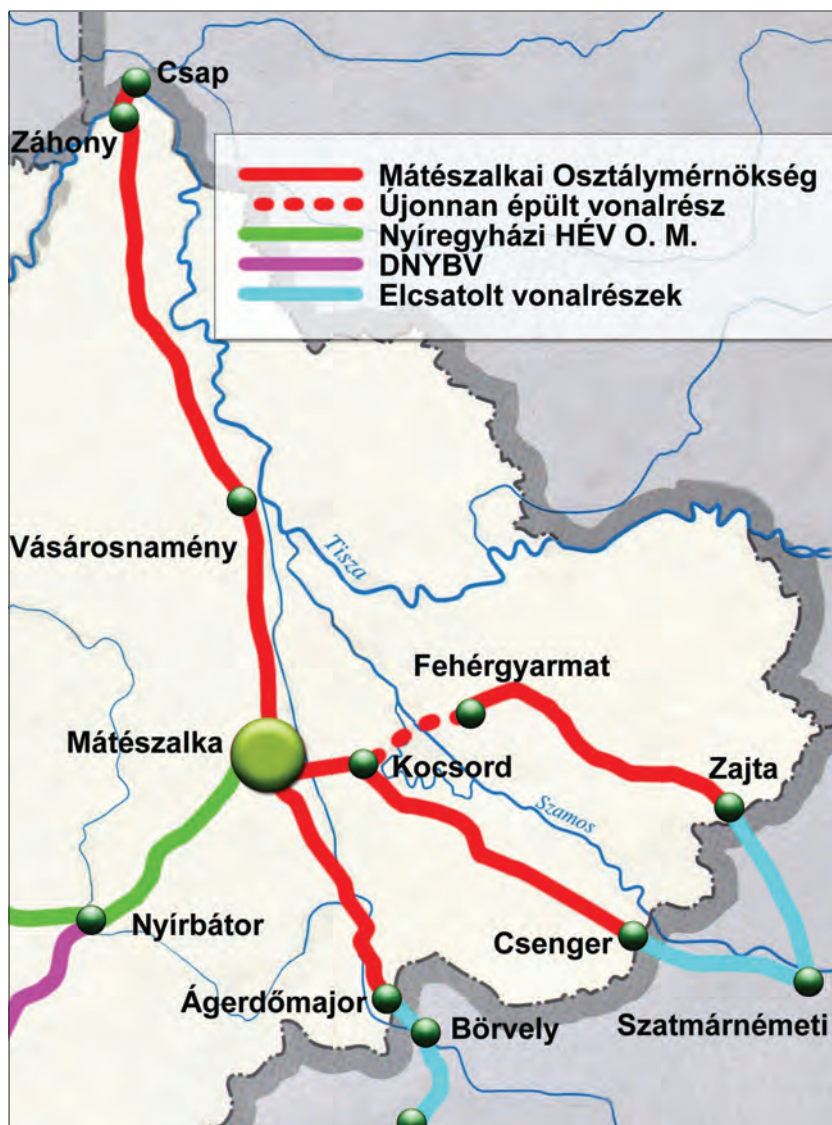 Csap
Záhony
Mátészalkai Osztálymérnökség
Újonnan épült vonalrész
Nyíregyházi HÉV O. M.
DNYBV
Elcsatolt vonalrészek
Vásárosnamény
Tisza
Fehérgyarmat
Mátészalka
Kocsord
Zajta
Szamos
Nyírbátor
Csenger
Ágerdőmajor
Börvely
Szatmárnémeti